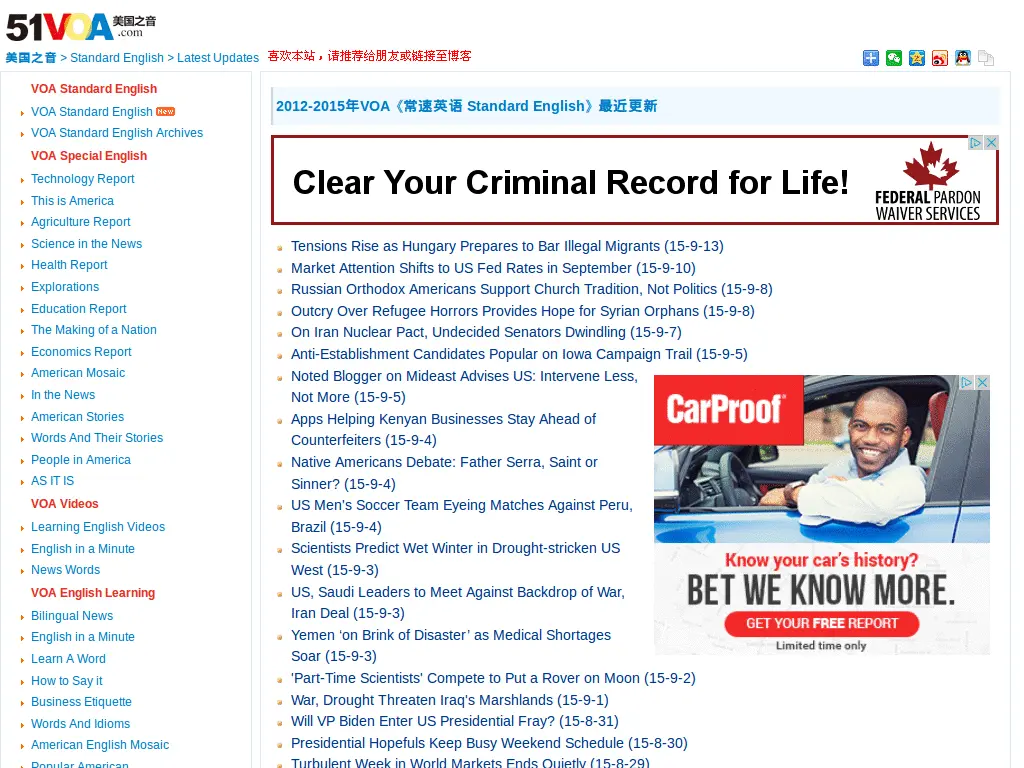 51VOA 美国之音
.com
美国之音 > Standard English > Latest Updates
喜欢本站，请推荐给朋友或链接至博客
VOA Standard English
VOA Standard English New
VOA Standard English Archives
VOA Special English
Technology Report
This is America
Agriculture Report
Science in the News
Health Report
Explorations
Education Report
The Making of a Nation
Economics Report
American Mosaic
In the News
American Stories
Words And Their Stories
People in America
AS IT IS
VOA Videos
Learning English Videos
English in a Minute
News Words
VOA English Learning
Bilingual News
English in a Minute
Learn A Word
How to Say it
Business Etiquette
Words And Idioms
American English Mosaic
Popular American
2012-2015年VOA《常速英语 Standard English》最近更新
Clear Your Criminal Record for Life!
FEDERAL PARDON
WAIVER SERVICES
Tensions Rise as Hungary Prepares to Bar Illegal Migrants (15-9-13)
Market Attention Shifts to US Fed Rates in September (15-9-10)
Russian Orthodox Americans Support Church Tradition, Not Politics (15-9-8)
Outcry Over Refugee Horrors Provides Hope for Syrian Orphans (15-9-8)
On Iran Nuclear Pact, Undecided Senators Dwindling (15-9-7)
Anti-Establishment Candidates Popular on Iowa Campaign Trail (15-9-5)
Noted Blogger on Mideast Advises US: Intervene Less,
Not More (15-9-5)
Apps Helping Kenyan Businesses Stay Ahead of
Counterfeiters (15-9-4)
Native Americans Debate: Father Serra, Saint or
Sinner? (15-9-4)
US Men's Soccer Team Eyeing Matches Against Peru,
Brazil (15-9-4)
Scientists Predict Wet Winter in Drought-stricken US
West (15-9-3)
US, Saudi Leaders to Meet Against Backdrop of War,
Iran Deal (15-9-3)
Yemen ‘on Brink of Disaster’ as Medical Shortages
Soar (15-9-3)
'Part-Time Scientists' Compete to Put a Rover on Moon (15-9-2)
War, Drought Threaten Iraq's Marshlands (15-9-1)
Will VP Biden Enter US Presidential Fray? (15-8-31)
Presidential Hopefuls Keep Busy Weekend Schedule (15-8-30)
Turbulent Week in World Markets Ends Quietly (15-8-29)
CarProof
Know your car's history?
BET WE KNOW MORE.
GET YOUR FREE REPORT
Limited time only